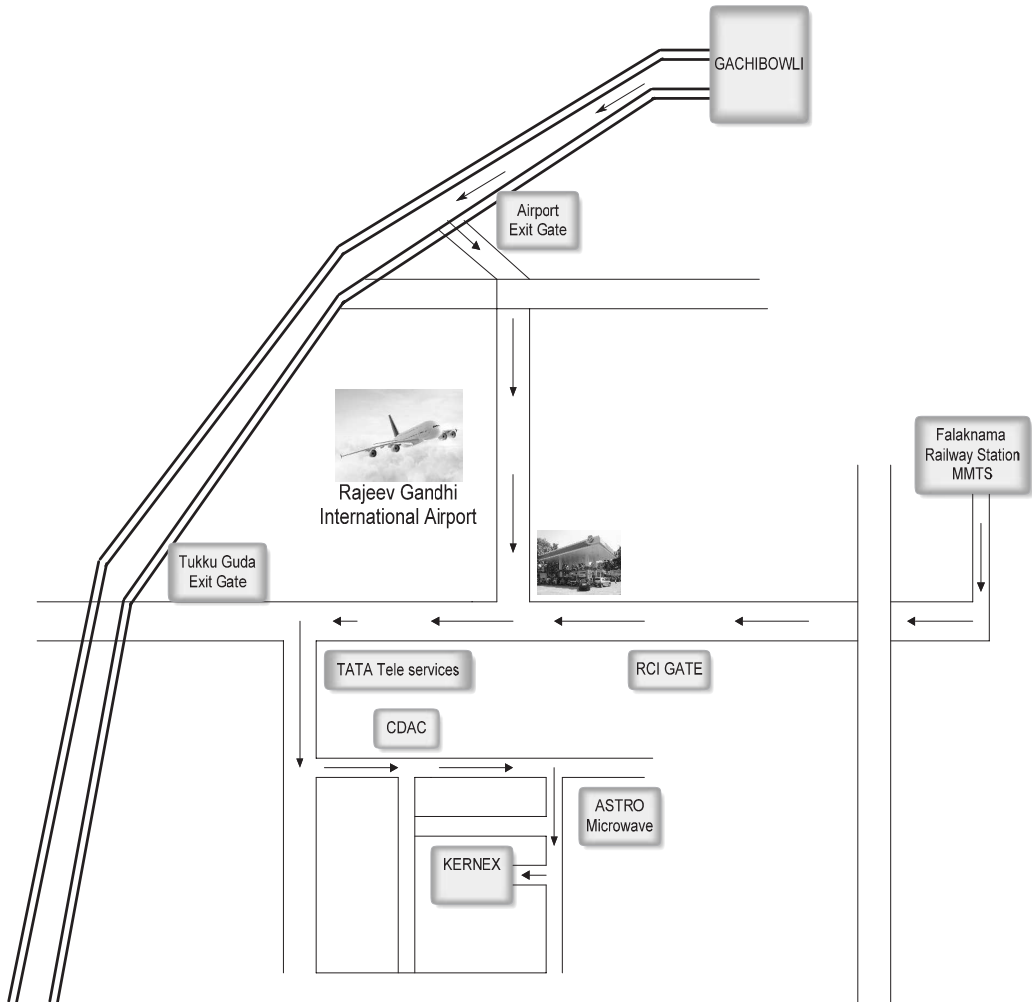 GACHIBOWLI
Airport
Exit Gate
Rajeev Gandhi
International Airport
Falaknama
Railway Station
MMTS
Tukku Guda
Exit Gate
TATA Tele services
RCI GATE
CDAC
ASTRO
Microwave
KERNEX